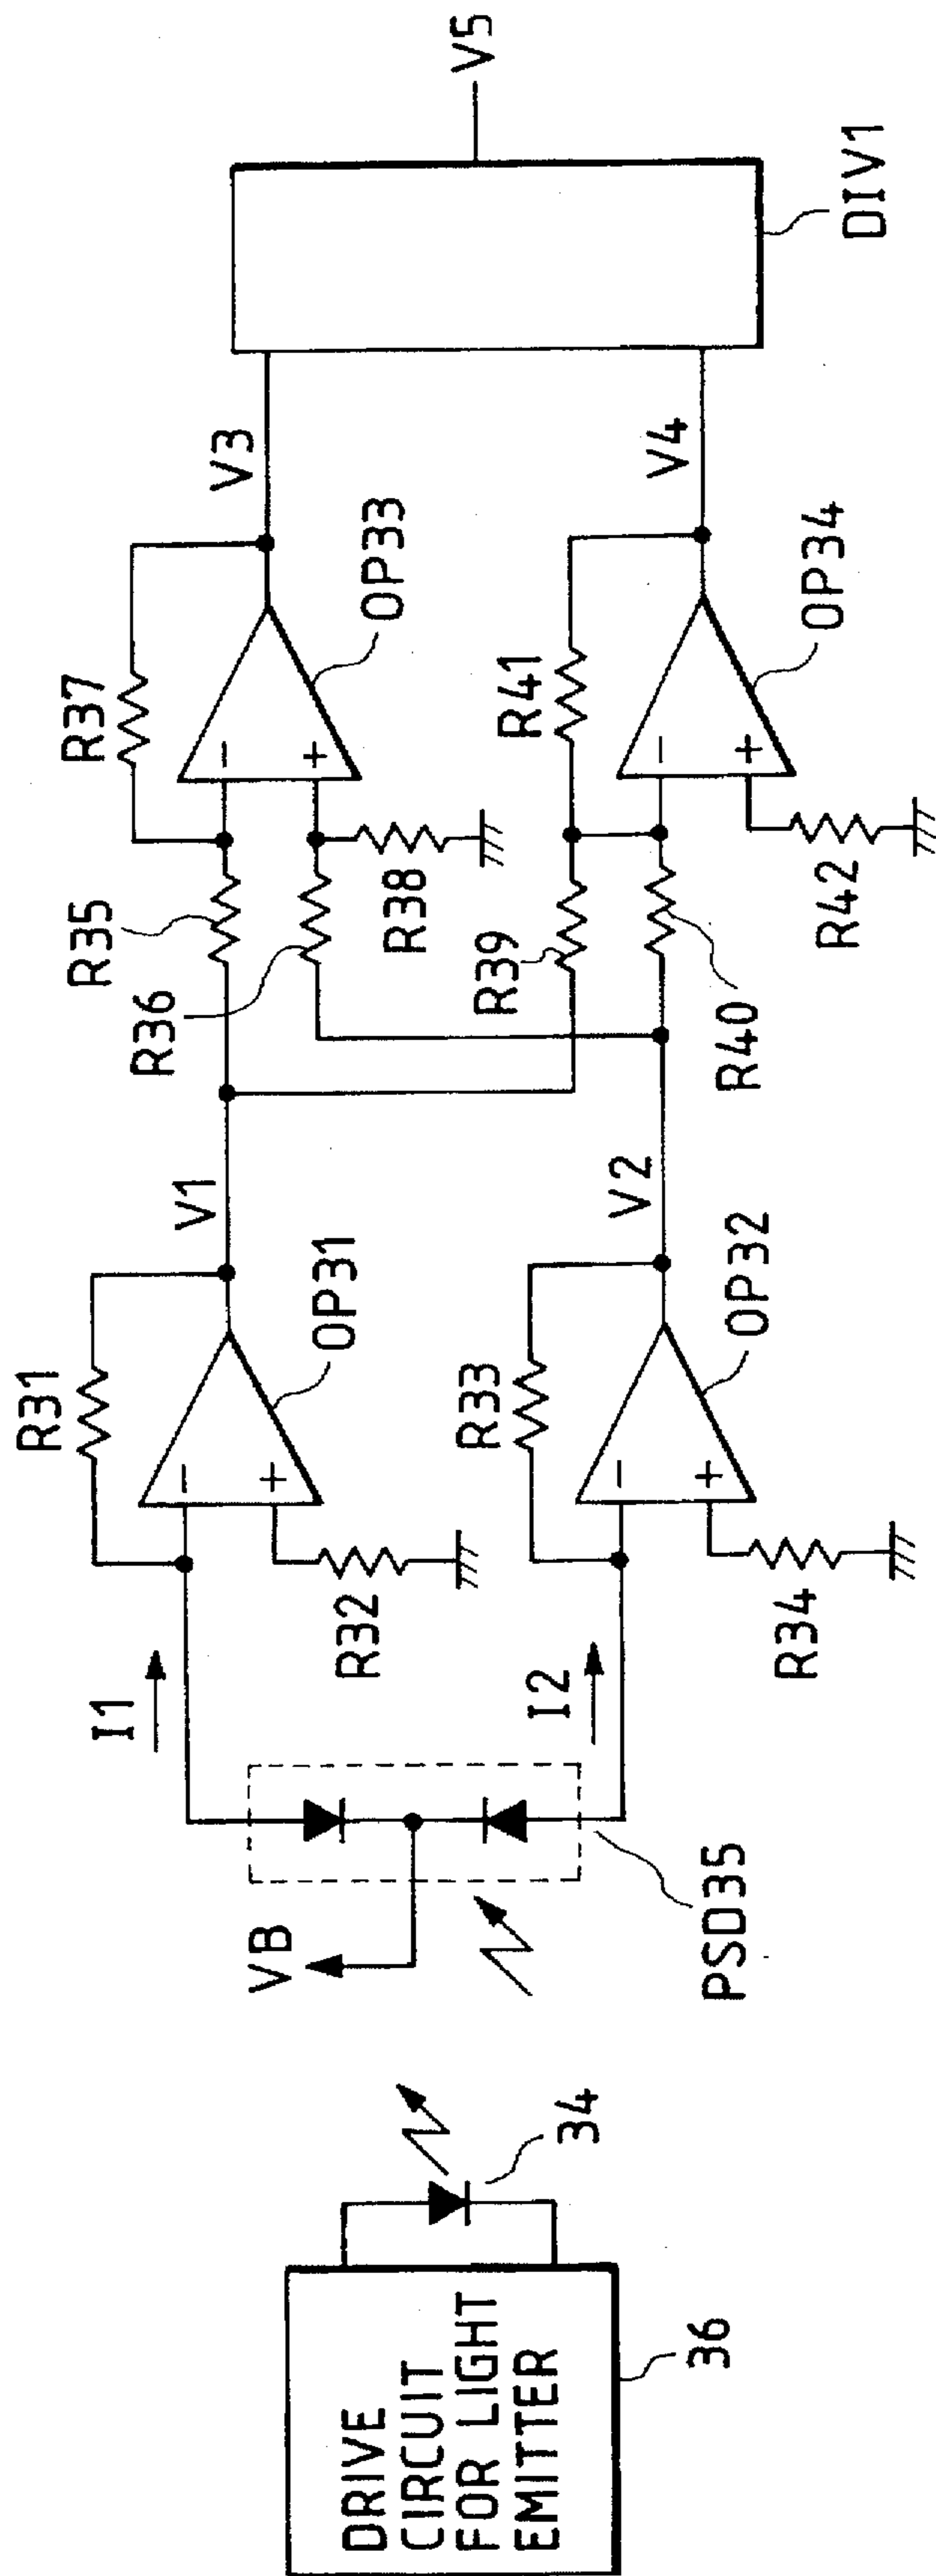 DRIVE
CIRCUIT
FOR LIGHT
EMITTER
36
34
VB
PSD35
I1
I2
R31
R32
OP31
V1
R33
R34
OP32
V2
R35
R36
R37
R38
OP33
V3
R39
R40
R41
R42
OP34
V4
DIV1
V5
-
+
-
+
-
+
-
+